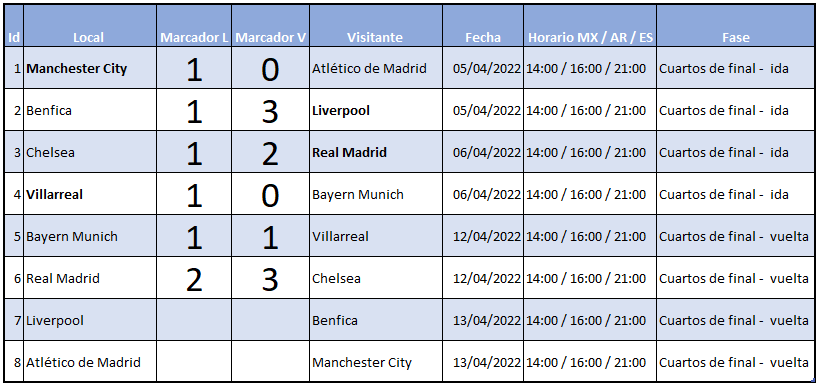 Id Local Marcador L Marcador V Visitante Fecha Horario MX / AR / ES Fase
1 Manchester City 1 0 Atlético de Madrid 05/04/2022 14:00 / 16:00 / 21:00 Cuartos de final - ida
2 Benfica 1 3 Liverpool 05/04/2022 14:00 / 16:00 / 21:00 Cuartos de final - ida
3 Chelsea 1 2 Real Madrid 06/04/2022 14:00 / 16:00 / 21:00 Cuartos de final - ida
4 Villarreal 1 0 Bayern Munich 06/04/2022 14:00 / 16:00 / 21:00 Cuartos de final - ida
5 Bayern Munich 1 1 Villarreal 12/04/2022 14:00 / 16:00 / 21:00 Cuartos de final - vuelta
6 Real Madrid 2 3 Chelsea 12/04/2022 14:00 / 16:00 / 21:00 Cuartos de final - vuelta
7 Liverpool Benfica 13/04/2022 14:00 / 16:00 / 21:00 Cuartos de final - vuelta
8 Atlético de Madrid Manchester City 13/04/2022 14:00 / 16:00 / 21:00 Cuartos de final - vuelta